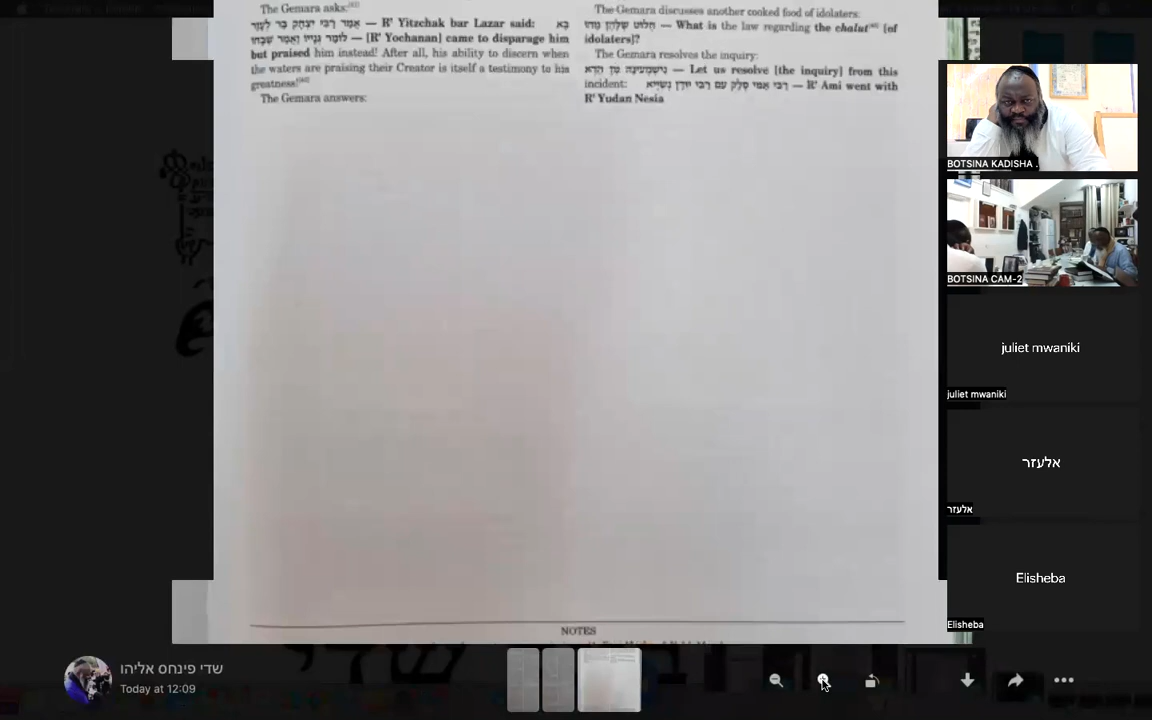 The Gemara asks:[42]
אָמַר רַבִּי יִצְחָק בַּר לַעְזָר — R' Yitzchak bar Lazar said: בָּא
לוֹמַר גְּנָיָיו וְאָמַר שְׁבָחוֹ — [R' Yochanan] came to disparage him
but praised him instead! After all, his ability to discern when
the waters are praising their Creator is itself a testimony to his
greatness!
The Gemara answers:
The Gemara discusses another cooked food of idolaters:
חָלוּט שֶׁלָּהֶן מַהוּ — What is the law regarding the chalut [of
idolaters]?
The Gemara resolves the inquiry:
נִישְׁמְעִינָהּ מִן הָדָא — Let us resolve [the inquiry] from this
incident: רַבִּי אַמִּי סְלַק עִם רַבִּי יוּדָן נְשִׂיָּיא — R' Ami went with
R' Yudan Nesia
NOTES
BOTSINA KADISHA .
BOTSINA CAM-2
juliet mwaniki
juliet mwaniki
אלעזר
אלעזר
Elisheba
Elisheba
שדי פינחס אליהו
Today at 12:09